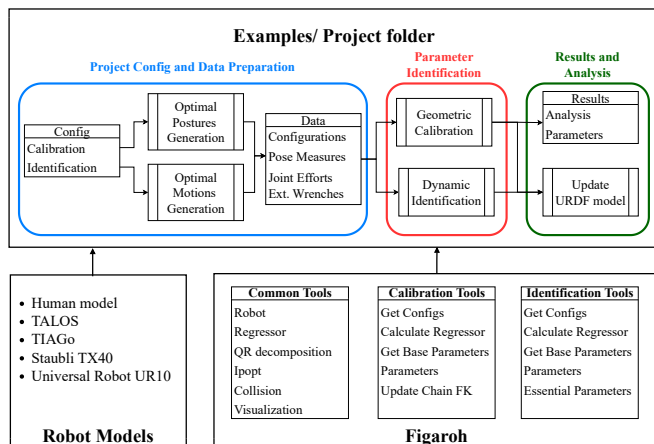 Examples/ Project folder
Project Config and Data Preparation
Parameter
Identification
Results and
Analysis
Config
Calibration
Identification
Optimal
Postures
Generation
Optimal
Motions
Generation
Data
Configurations
Pose Measures
Joint Efforts
Ext. Wrenches
Geometric
Calibration
Dynamic
Identification
Results
Analysis
Parameters
Update
URDF model
• Human model
• TALOS
• TIAGo
• Staubli TX40
• Universal Robot UR10
Robot Models
Common Tools
Robot
Regressor
QR decomposition
Ipopt
Collision
Visualization
Calibration Tools
Get Configs
Calculate Regressor
Get Base Parameters
Parameters
Update Chain FK
Identification Tools
Get Configs
Calculate Regressor
Get Base Parameters
Parameters
Essential Parameters
Figaroh